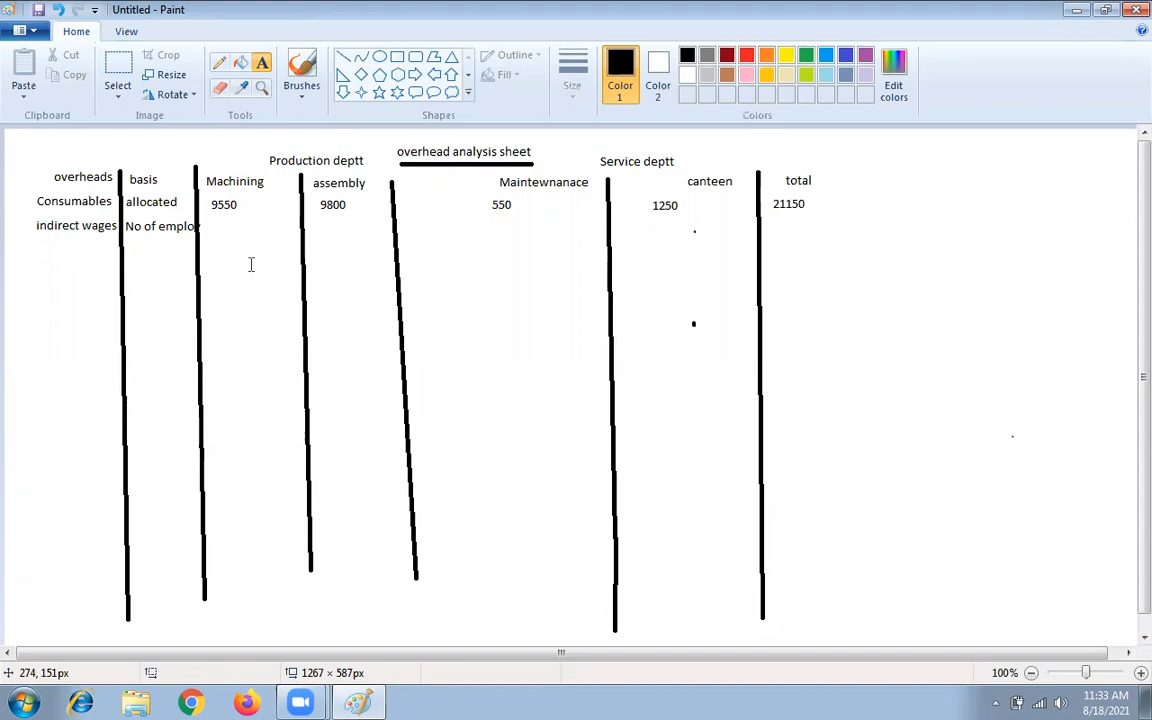 Untitled - Paint
Home View
Cut
Copy
Paste
Clipboard
Crop
Resize
Rotate
Select
Image
A
Tools
Brushes
Shapes
Outline
Fill
Size
Color 1
Color 2
Edit colors
Colors
overhead analysis sheet
Production deptt Service deptt
overheads basis Machining assembly Maintewnanace canteen total
Consumables allocated 9550 9800 550 1250 21150
indirect wages No of employ
274, 151px
1267 × 587px
100%
11:33 AM
8/18/2021